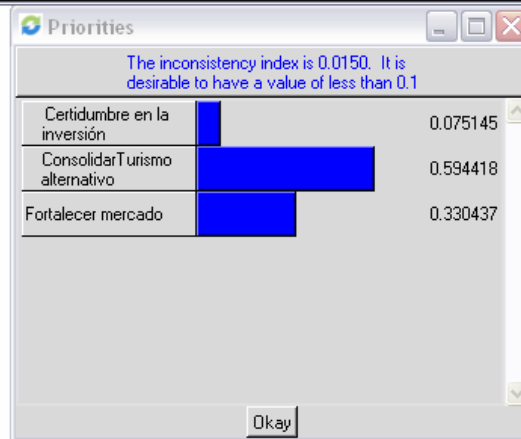 Priorities
The inconsistency index is 0.0150. It is
desirable to have a value of less than 0.1
Certidumbre en la
inversión
0.075145
ConsolidarTurismo
alternativo
0.594418
Fortalecer mercado
0.330437
Okay